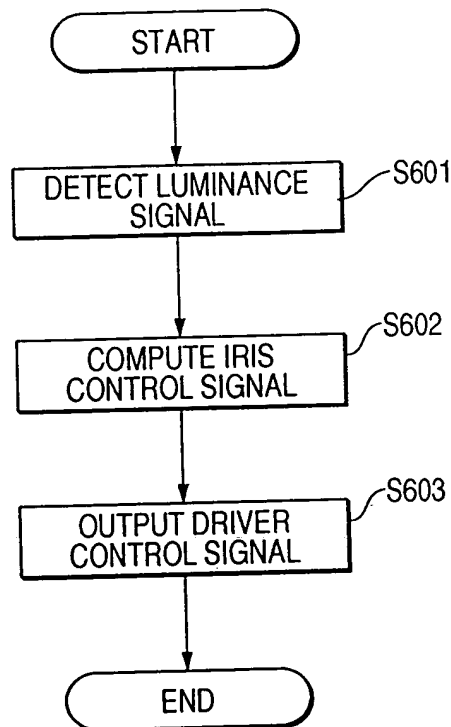 START
DETECT LUMINANCE
SIGNAL
S601
COMPUTE IRIS
CONTROL SIGNAL
S602
OUTPUT DRIVER
CONTROL SIGNAL
S603
END